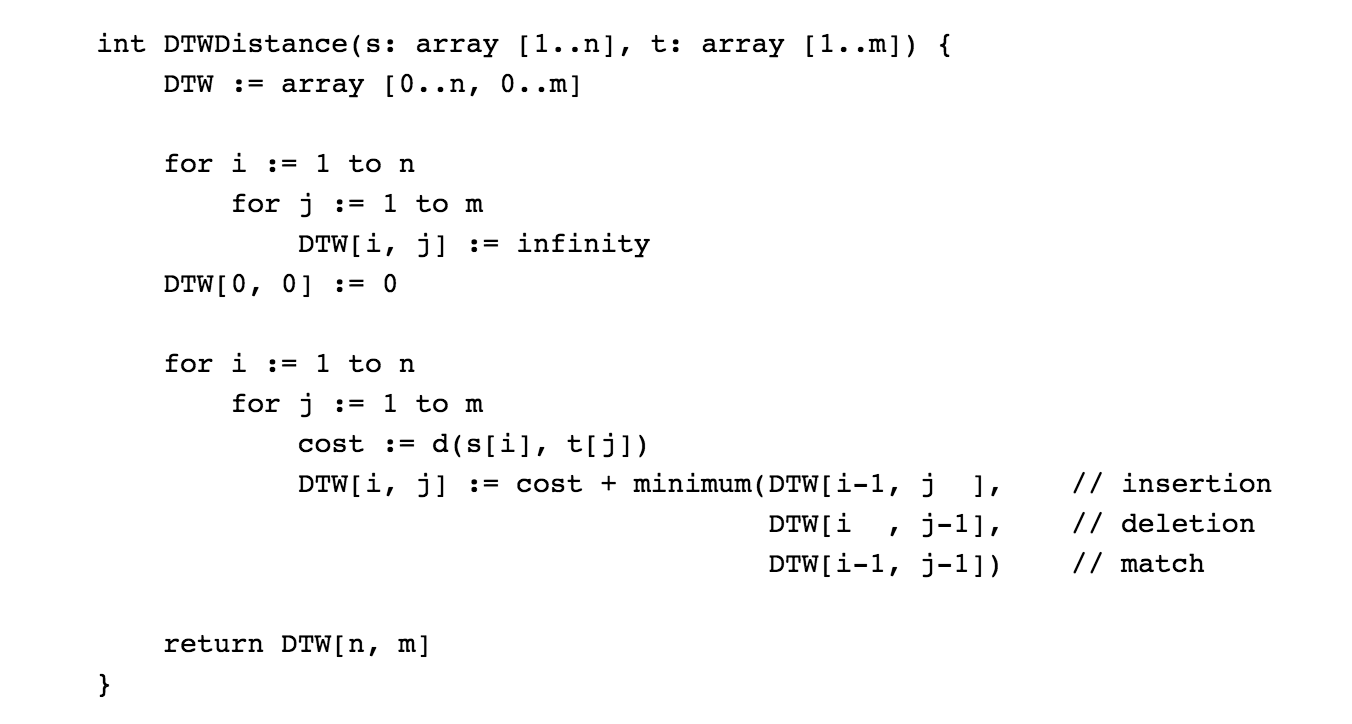 int DTWDistance(s: array [1..n], t: array [1..m]) {
    DTW := array [0..n, 0..m]

    for i := 1 to n
        for j := 1 to m
            DTW[i, j] := infinity
    DTW[0, 0] := 0

    for i := 1 to n
        for j := 1 to m
            cost := d(s[i], t[j])
            DTW[i, j] := cost + minimum(DTW[i-1, j  ],    // insertion
                                        DTW[i  , j-1],    // deletion
                                        DTW[i-1, j-1])    // match

    return DTW[n, m]
}